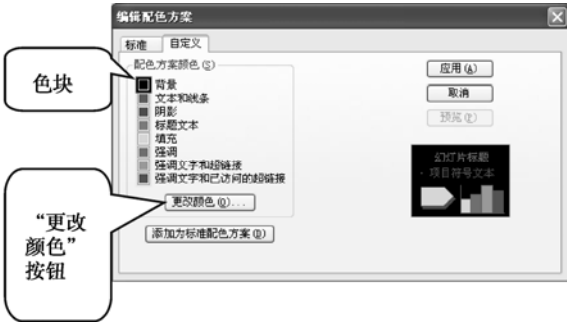 编辑配色方案
标准
自定义
配色方案颜色(S)
背景
文本和线条
阴影
标题文本
填充
强调
强调文字和超链接
强调文字和已访问的超链接
更改颜色(O)...
添加为标准配色方案(D)
应用(A)
取消
预览(P)
幻灯片标题
· 项目符号文本
色块
“更改
颜色”
按钮